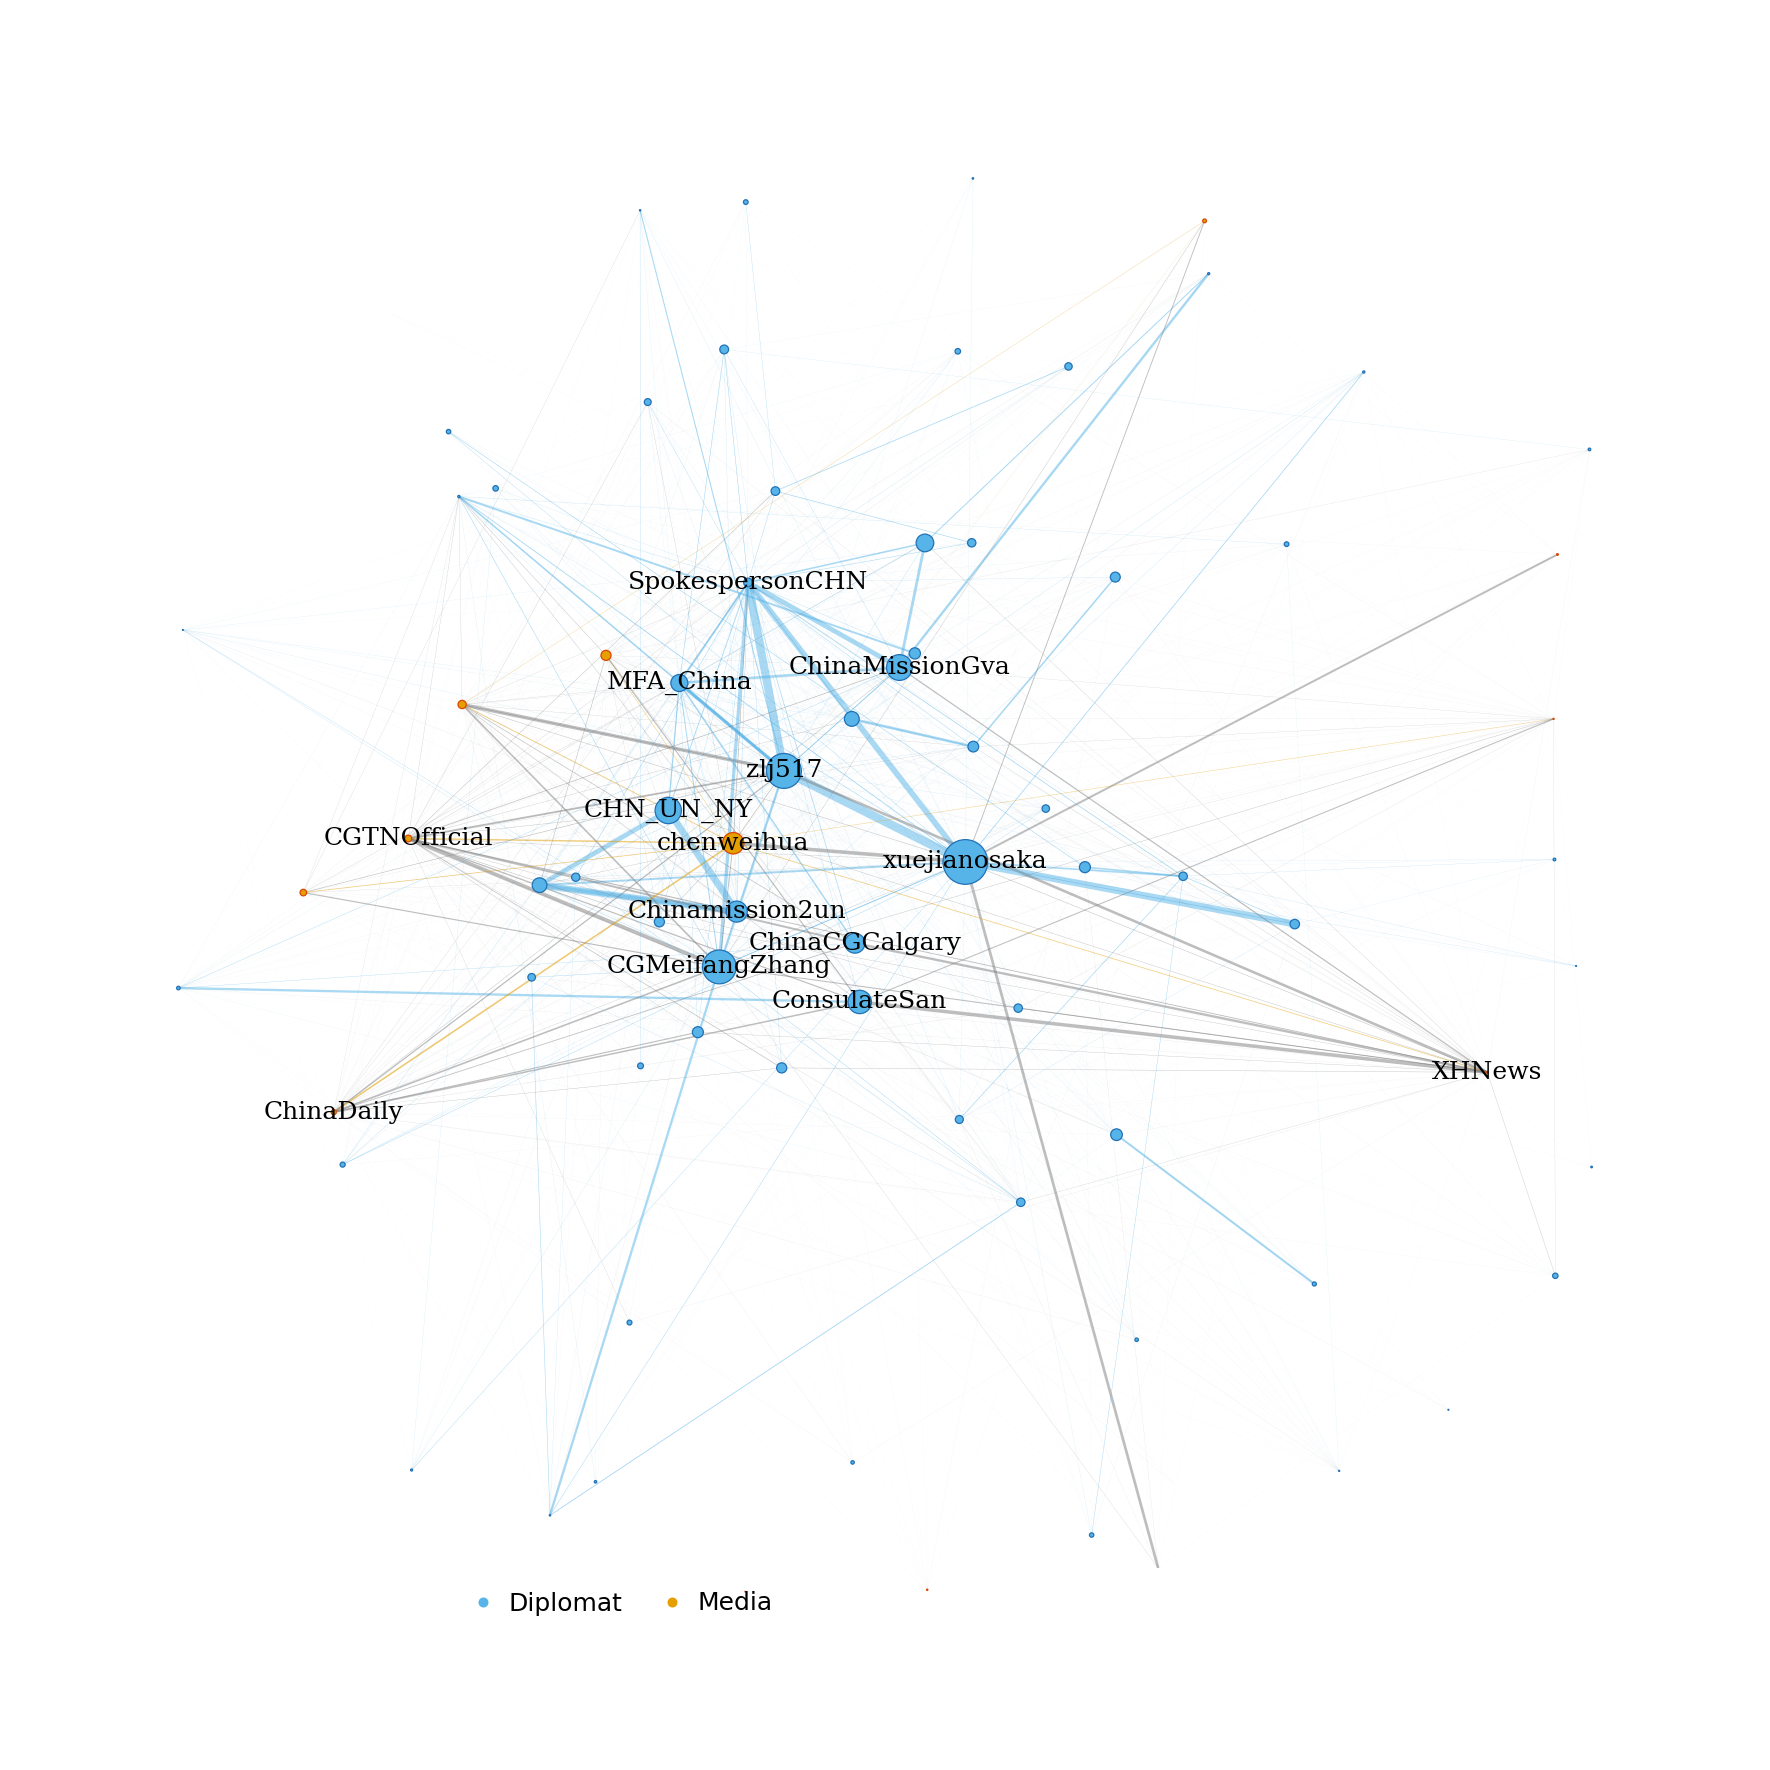 SpokespersonCHN
ChinaMissionGva
MFA_China
zlj517
CHN_UN_NY
CGTNOfficial
chenweihua
xuejianosaka
Chinamission2un
ChinaCGCalgary
CGMeifangZhang
ConsulateSan
XHNews
ChinaDaily
Diplomat
Media